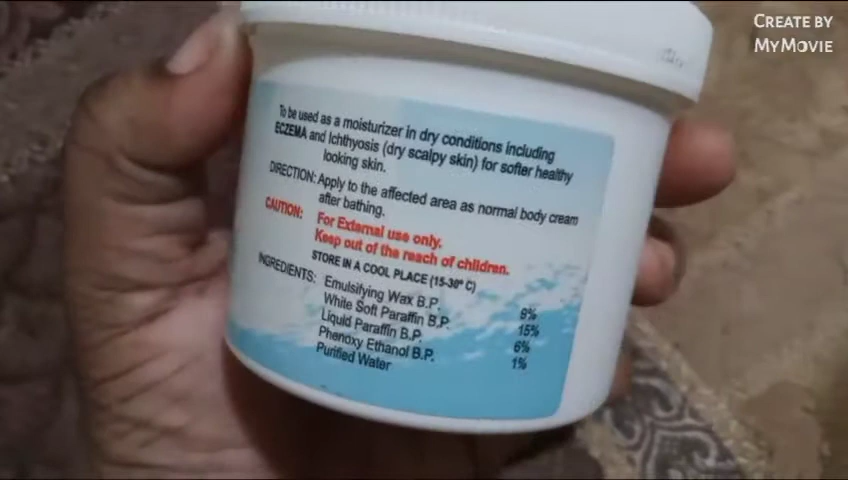 CREATE BY
MYMOVIE
To be used as a moisturizer in dry conditions including
ECZEMA and Ichthyosis (dry scalpy skin) for softer healthy
looking skin.
DIRECTION: Apply to the affected area as normal body cream
after bathing.
CAUTION: For External use only.
Keep out of the reach of children.
STORE IN A COOL PLACE (15-30º C)
INGREDIENTS: Emulsifying Wax B.P. 9%
White Soft Paraffin B.P. 15%
Liquid Paraffin B.P. 6%
Phenoxy Ethanol B.P. 1%
Purified Water